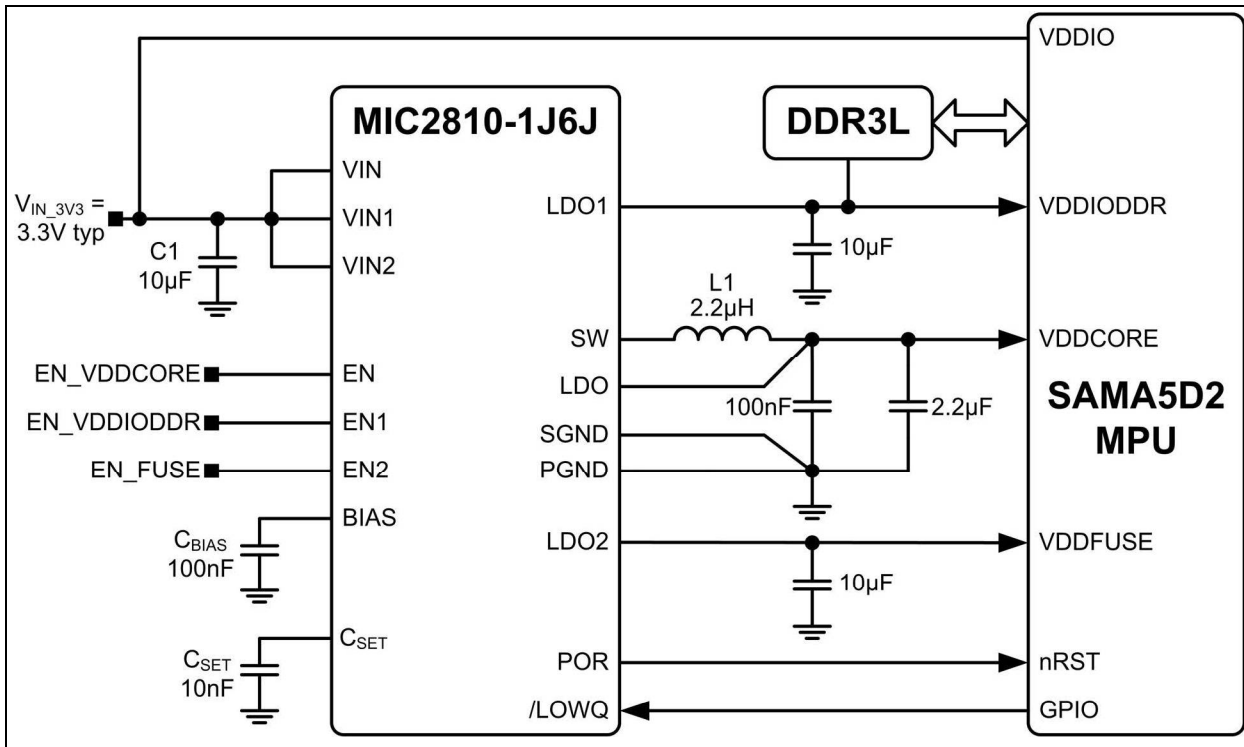 VDDIO
MIC2810-1J6J
DDR3L
VIN
V_IN_3V3 =
3.3V typ
VIN1
LDO1
VDDIODDR
C1
10µF
VIN2
10µF
L1
2.2µH
SW
VDDCORE
EN_VDDCORE
EN
LDO
100nF
2.2µF
SAMA5D2
MPU
EN_VDDIODDR
EN1
SGND
EN_FUSE
EN2
PGND
BIAS
C_BIAS
100nF
LDO2
VDDFUSE
10µF
C_SET
C_SET
10nF
POR
nRST
/LOWQ
GPIO